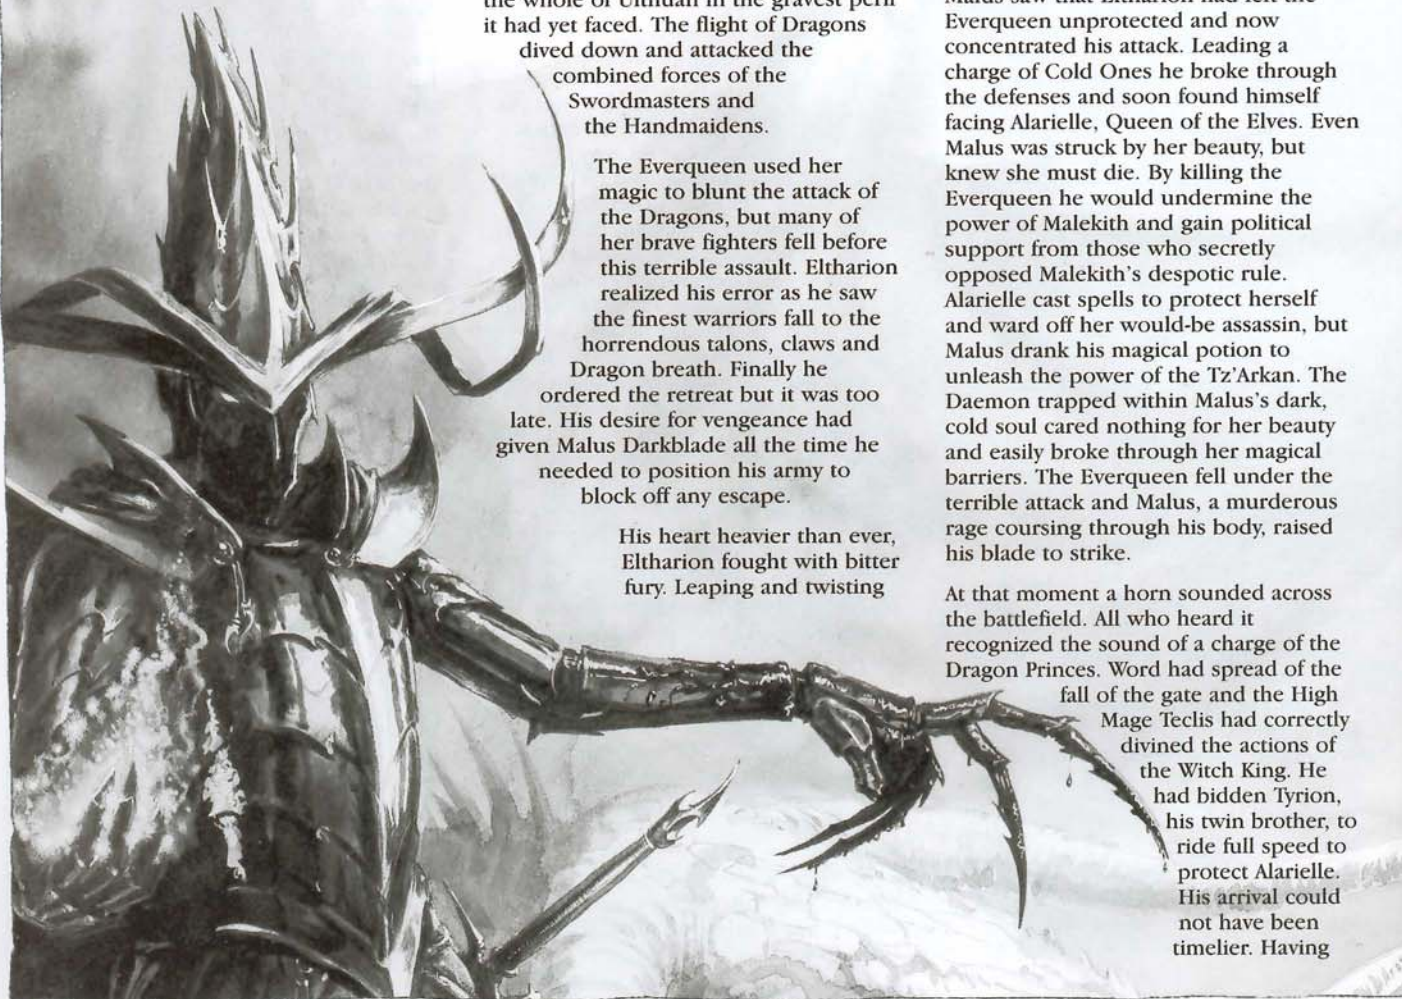 the whole of Ulthuan in the gravest peril
it had yet faced. The flight of Dragons
dived down and attacked the
combined forces of the
Swordmasters and
the Handmaidens.
The Everqueen used her
magic to blunt the attack of
the Dragons, but many of
her brave fighters fell before
this terrible assault. Eltharion
realized his error as he saw
the finest warriors fall to the
horrendous talons, claws and
Dragon breath. Finally he
ordered the retreat but it was too
late. His desire for vengeance had
given Malus Darkblade all the time he
needed to position his army to
block off any escape.
His heart heavier than ever,
Eltharion fought with bitter
fury. Leaping and twisting
Malus saw that Eltharion had left the
Everqueen unprotected and now
concentrated his attack. Leading a
charge of Cold Ones he broke through
the defenses and soon found himself
facing Alarielle, Queen of the Elves. Even
Malus was struck by her beauty, but
knew she must die. By killing the
Everqueen he would undermine the
power of Malekith and gain political
support from those who secretly
opposed Malekith's despotic rule.
Alarielle cast spells to protect herself
and ward off her would-be assassin, but
Malus drank his magical potion to
unleash the power of the Tz'Arkan. The
Daemon trapped within Malus's dark,
cold soul cared nothing for her beauty
and easily broke through her magical
barriers. The Everqueen fell under the
terrible attack and Malus, a murderous
rage coursing through his body, raised
his blade to strike.
At that moment a horn sounded across
the battlefield. All who heard it
recognized the sound of a charge of the
Dragon Princes. Word had spread of the
fall of the gate and the High
Mage Teclis had correctly
divined the actions of
the Witch King. He
had bidden Tyrion,
his twin brother, to
ride full speed to
protect Alarielle.
His arrival could
not have been
timelier. Having